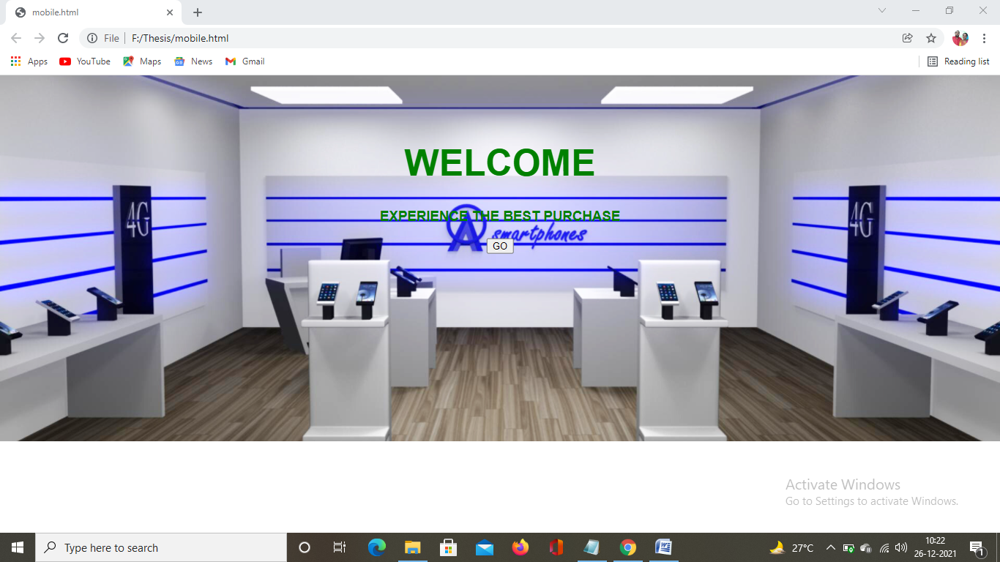 mobile.html
File
F:/Thesis/mobile.html
Apps
YouTube
Maps
News
Gmail
Reading list
WELCOME
4G
4G
EXPERIENCE THE BEST PURCHASE
A smartphones
GO
Activate Windows
Go to Settings to activate Windows.
Type here to search
27°C
10:22
26-12-2021
1